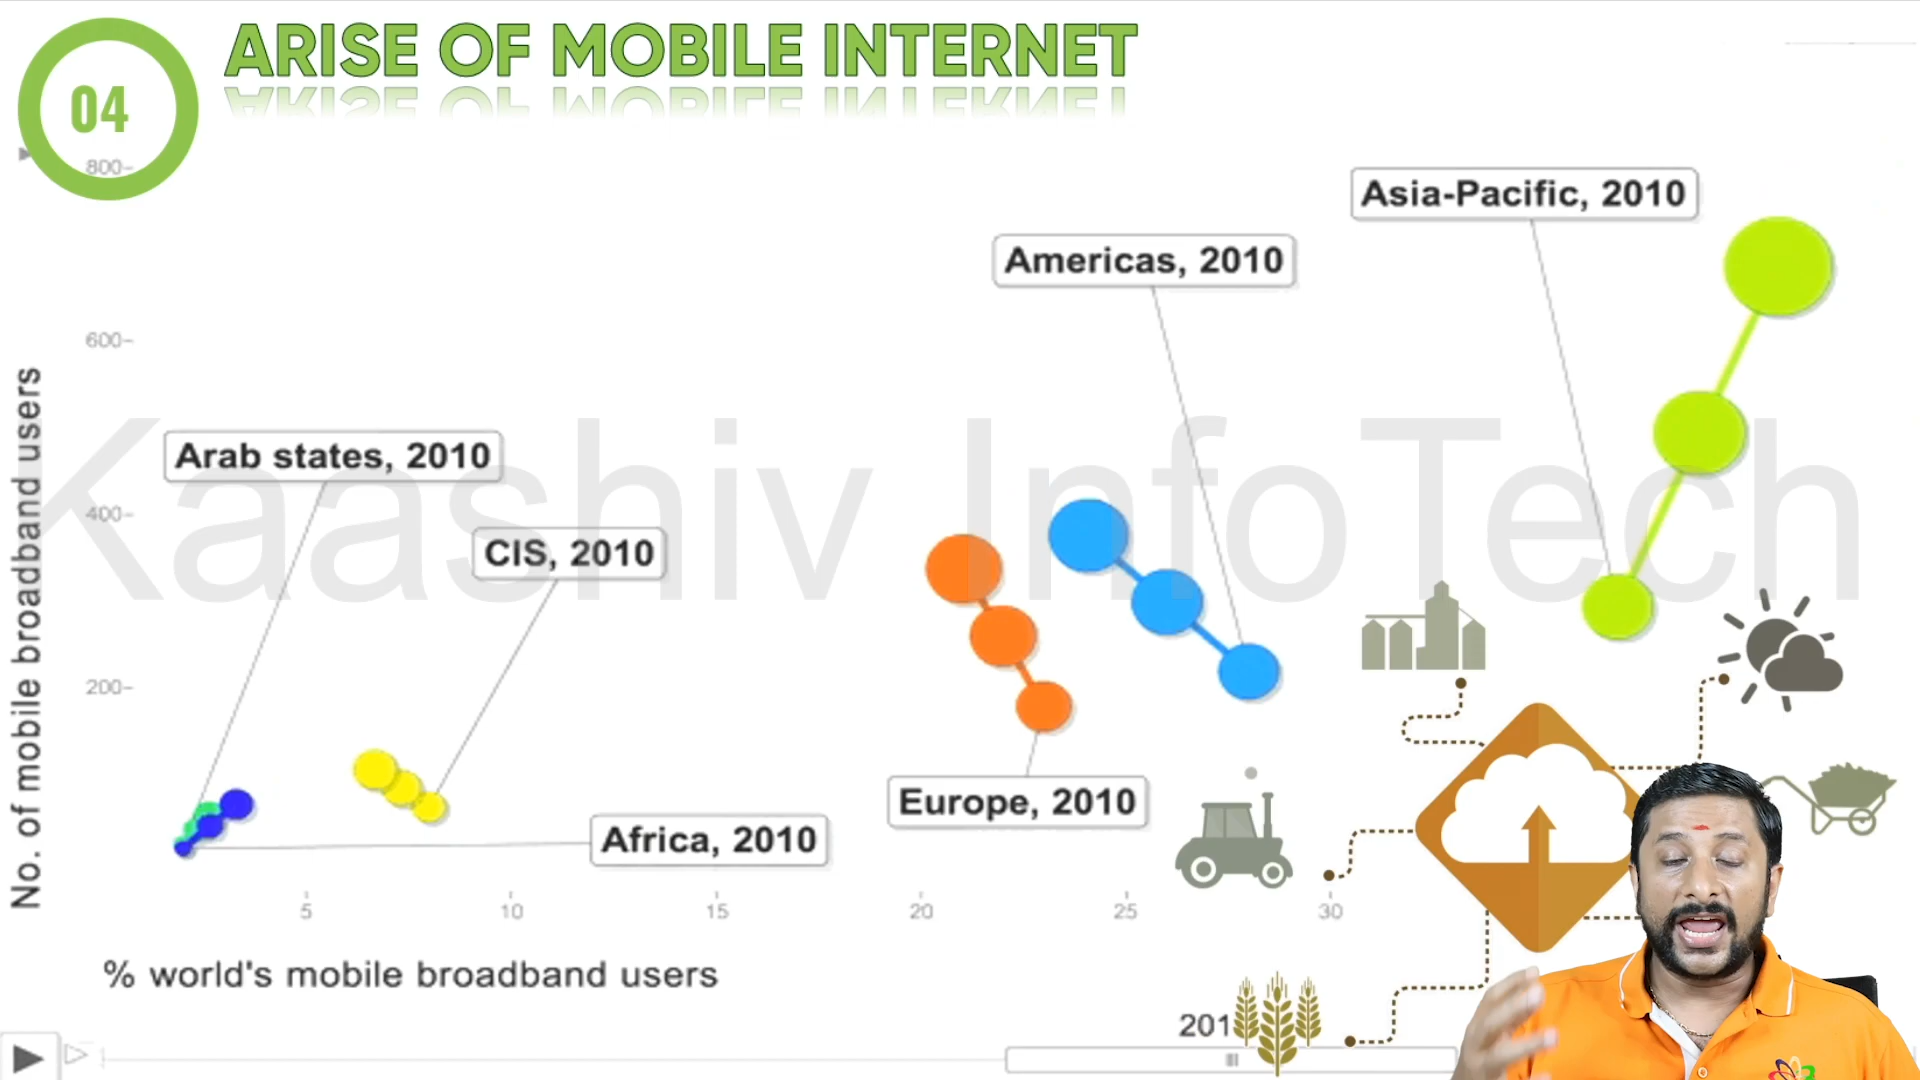 04
ARISE OF MOBILE INTERNET
800
Asia-Pacific, 2010
Americas, 2010
600
No. of mobile broadband users
Kaashiv InfoTech
Arab states, 2010
400
CIS, 2010
200
Europe, 2010
Africa, 2010
5 10 15 20 25 30
% world's mobile broadband users
201